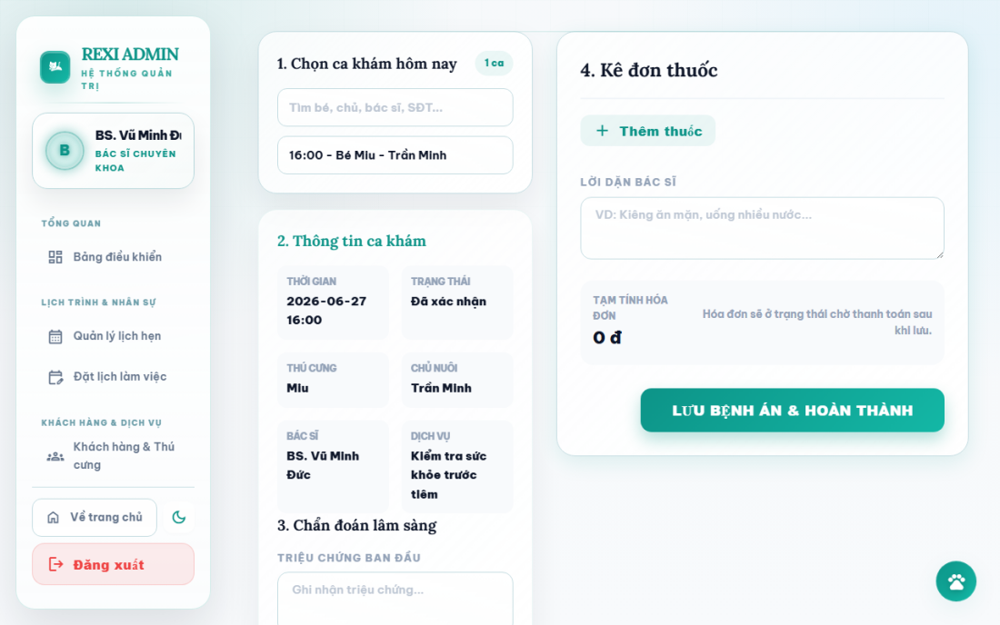 REXI ADMIN
HỆ THỐNG QUẢN
TRỊ
B
BS. Vũ Minh Đứ
BÁC SĨ CHUYÊN
KHOA
TỔNG QUAN
Bảng điều khiển
LỊCH TRÌNH & NHÂN SỰ
Quản lý lịch hẹn
Đặt lịch làm việc
KHÁCH HÀNG & DỊCH VỤ
Khách hàng & Thú
cưng
Về trang chủ
Đăng xuất
1. Chọn ca khám hôm nay
1 ca
Tìm bé, chủ, bác sĩ, SĐT...
16:00 - Bé Miu - Trần Minh
2. Thông tin ca khám
THỜI GIAN
2026-06-27
16:00
TRẠNG THÁI
Đã xác nhận
THÚ CƯNG
Miu
CHỦ NUÔI
Trần Minh
BÁC SĨ
BS. Vũ Minh
Đức
DỊCH VỤ
Kiểm tra sức
khỏe trước
tiêm
3. Chẩn đoán lâm sàng
TRIỆU CHỨNG BAN ĐẦU
Ghi nhận triệu chứng...
4. Kê đơn thuốc
Thêm thuốc
LỜI DẶN BÁC SĨ
VD: Kiêng ăn mặn, uống nhiều nước...
TẠM TÍNH HÓA
ĐƠN
0 đ
Hóa đơn sẽ ở trạng thái chờ thanh toán sau
khi lưu.
LƯU BỆNH ÁN & HOÀN THÀNH